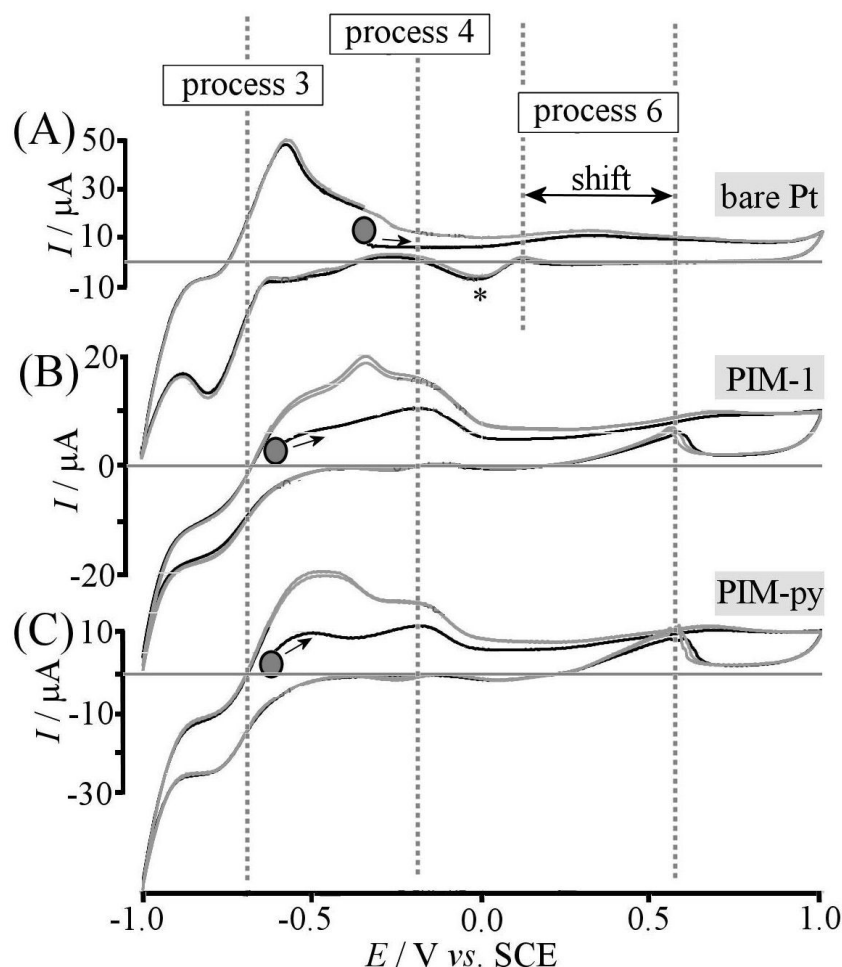 process 4
process 3
process 6
(A)
50
30
10
-10
I / μA
shift
bare Pt
*
(B)
20
0
-20
I / μA
PIM-1
(C)
10
-10
-30
I / μA
PIM-py
-1.0 -0.5 0.0 0.5 1.0
E / V vs. SCE